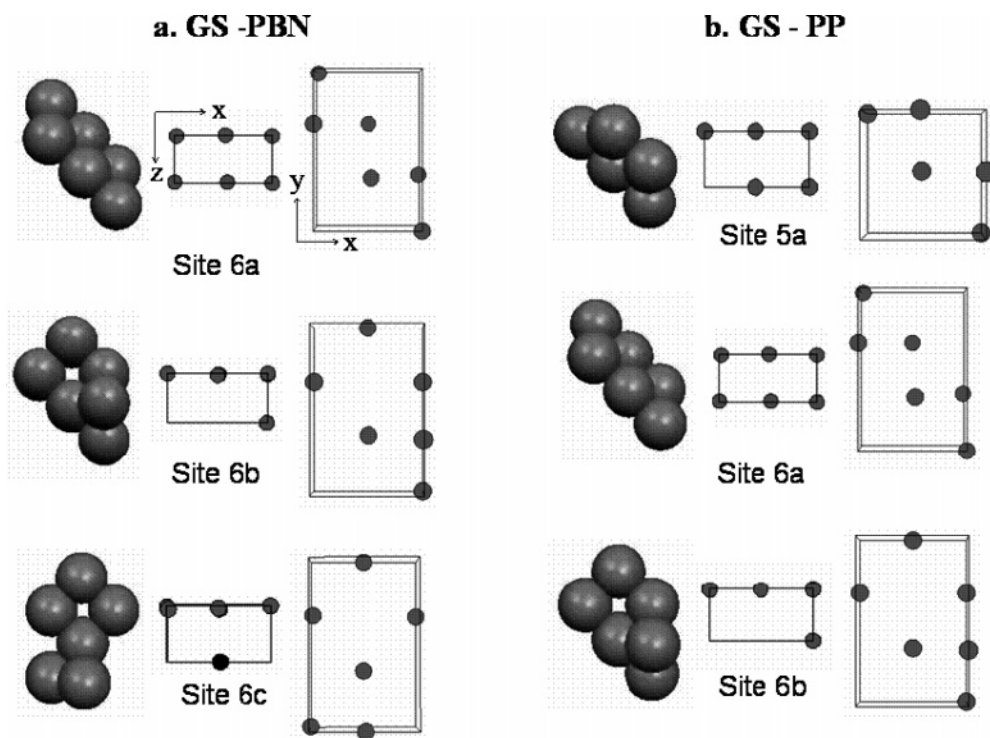 a. GS -PBN
b. GS - PP
x
z
y
x
Site 6a
Site 5a
Site 6b
Site 6a
Site 6c
Site 6b